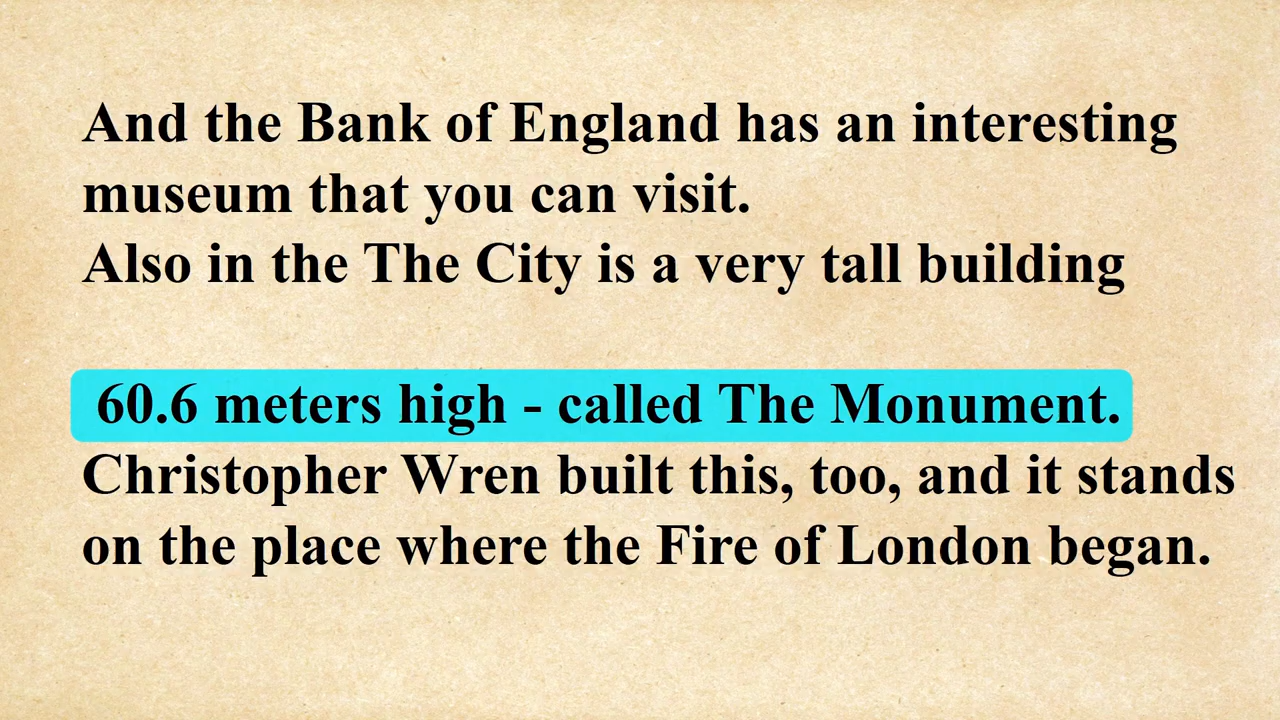 And the Bank of England has an interesting
museum that you can visit.
Also in the The City is a very tall building
60.6 meters high - called The Monument.
Christopher Wren built this, too, and it stands
on the place where the Fire of London began.